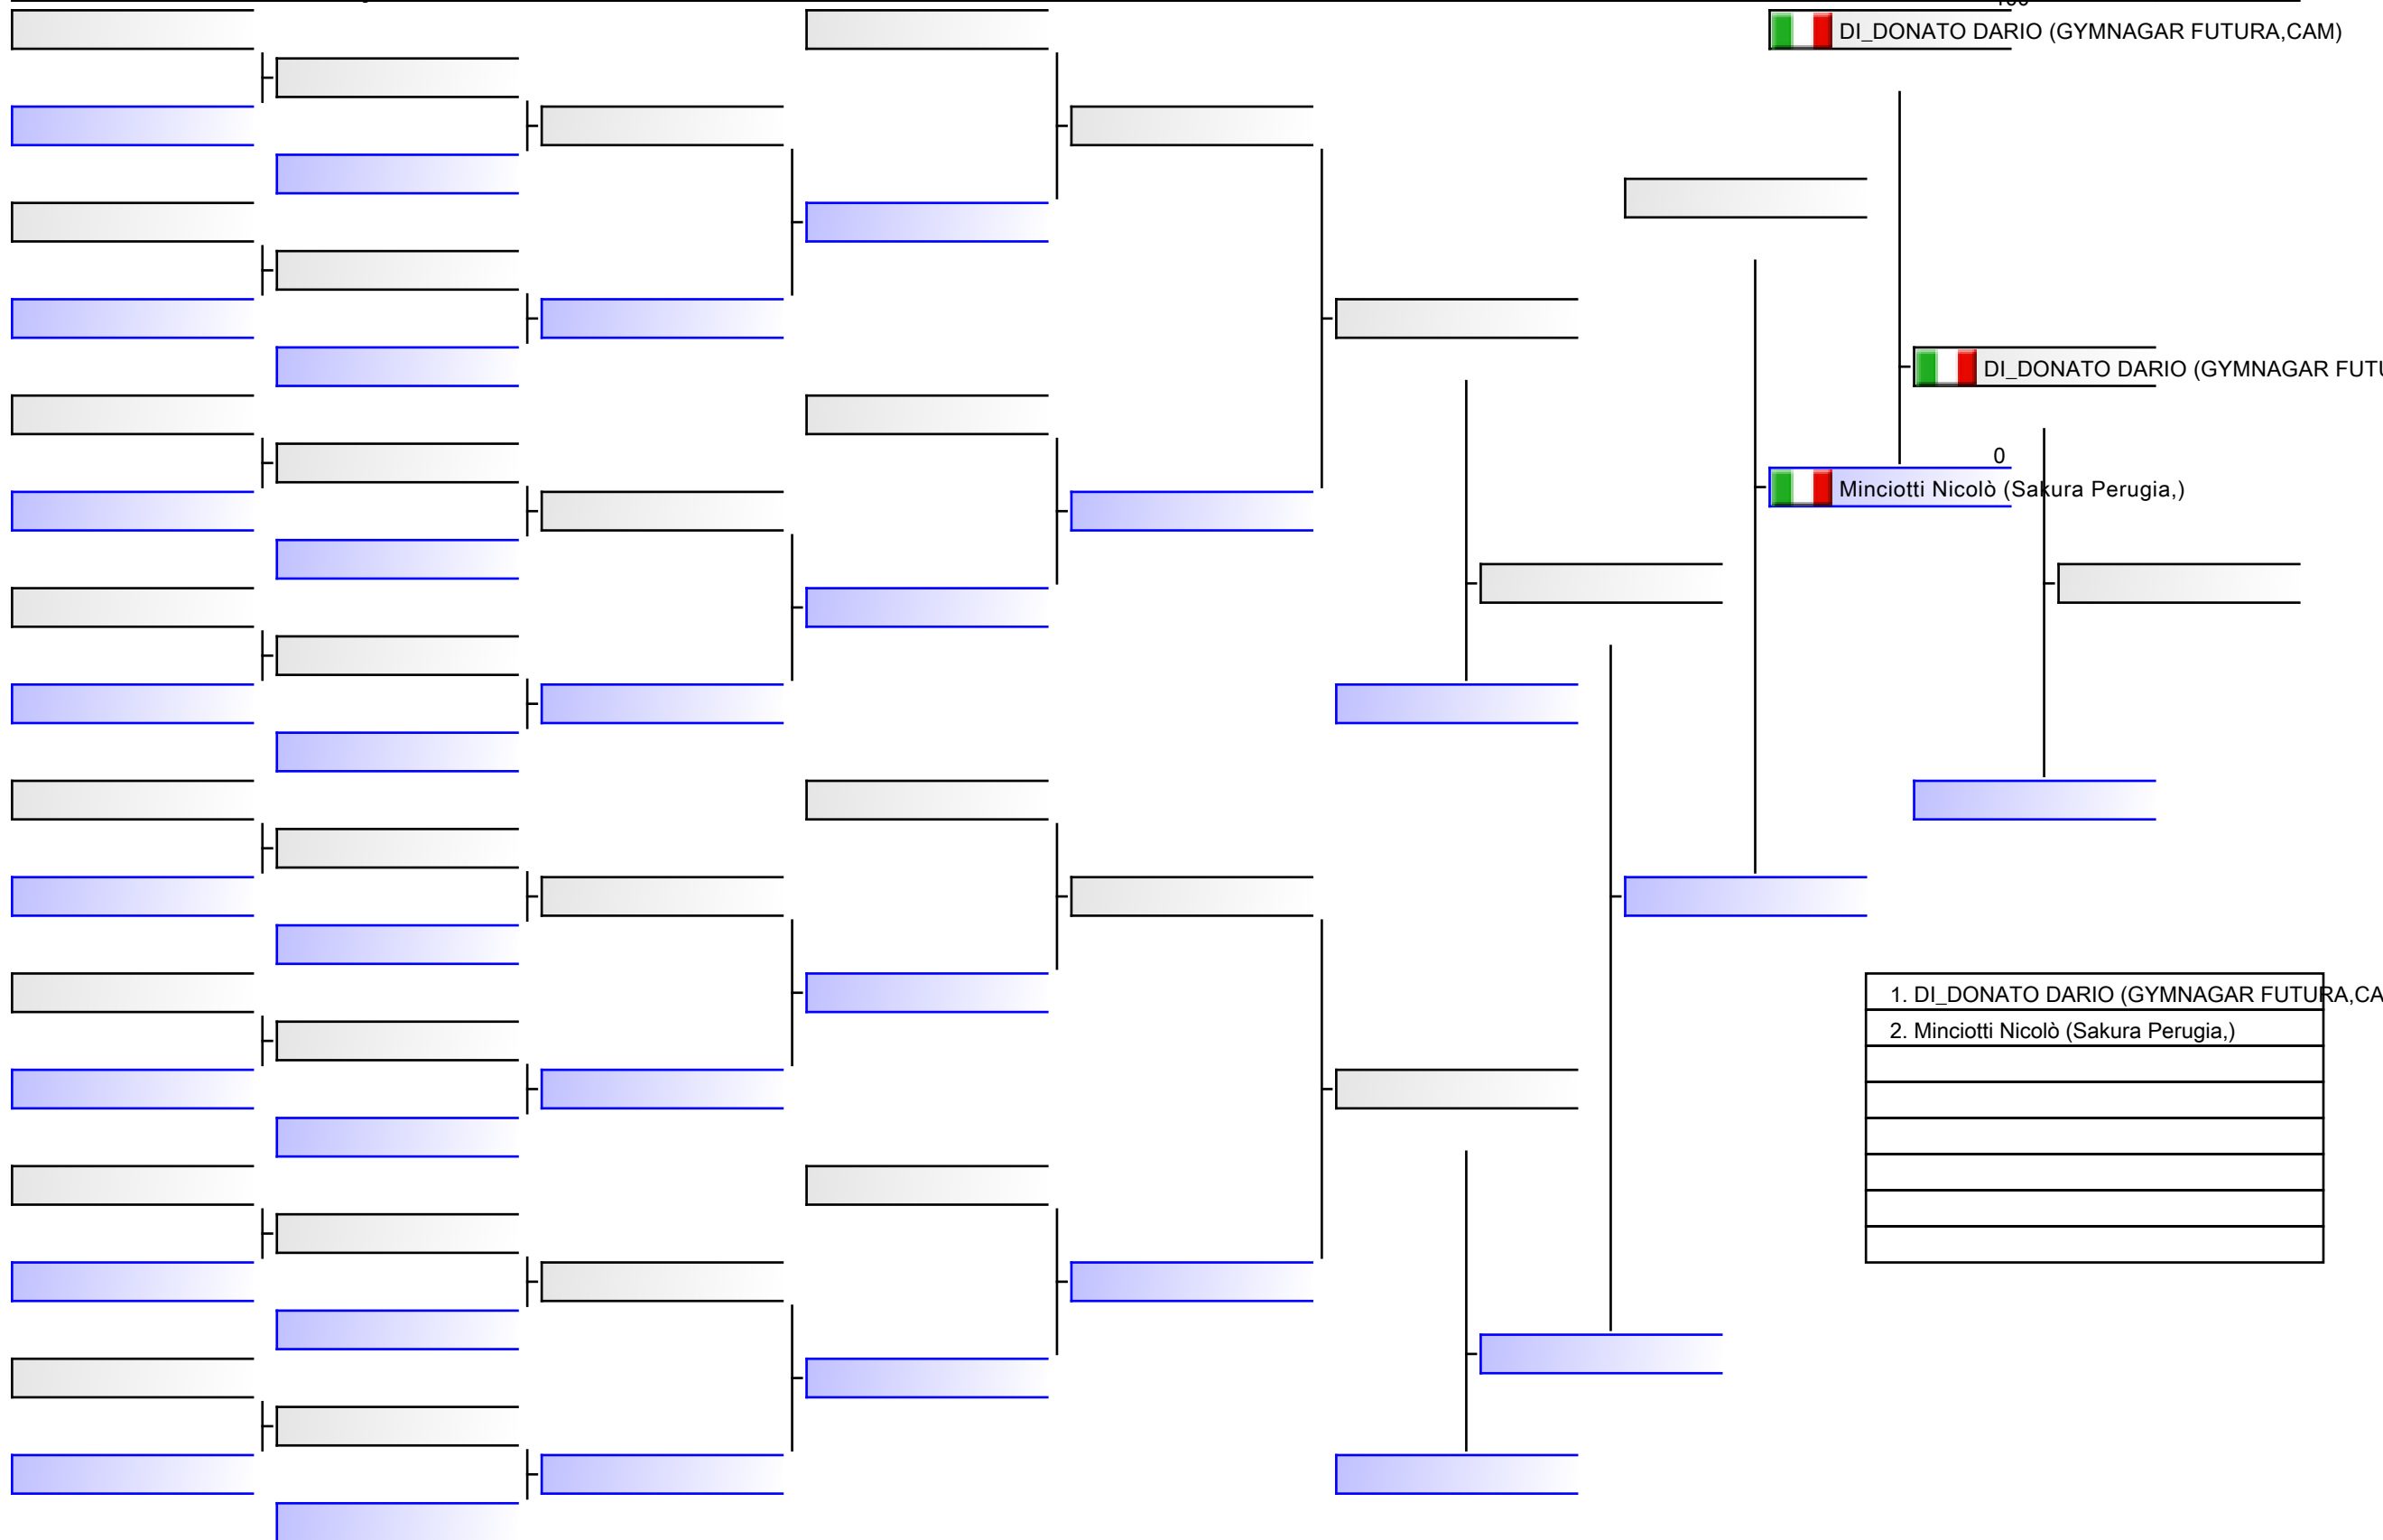 DI_DONATO DARIO (GYMNAGAR FUTURA,CAM)
DI_DONATO DARIO (GYMNAGAR FUTU
0
Minciotti Nicolò (Sakura Perugia,)
1. DI_DONATO DARIO (GYMNAGAR FUTURA,CA
2. Minciotti Nicolò (Sakura Perugia,)